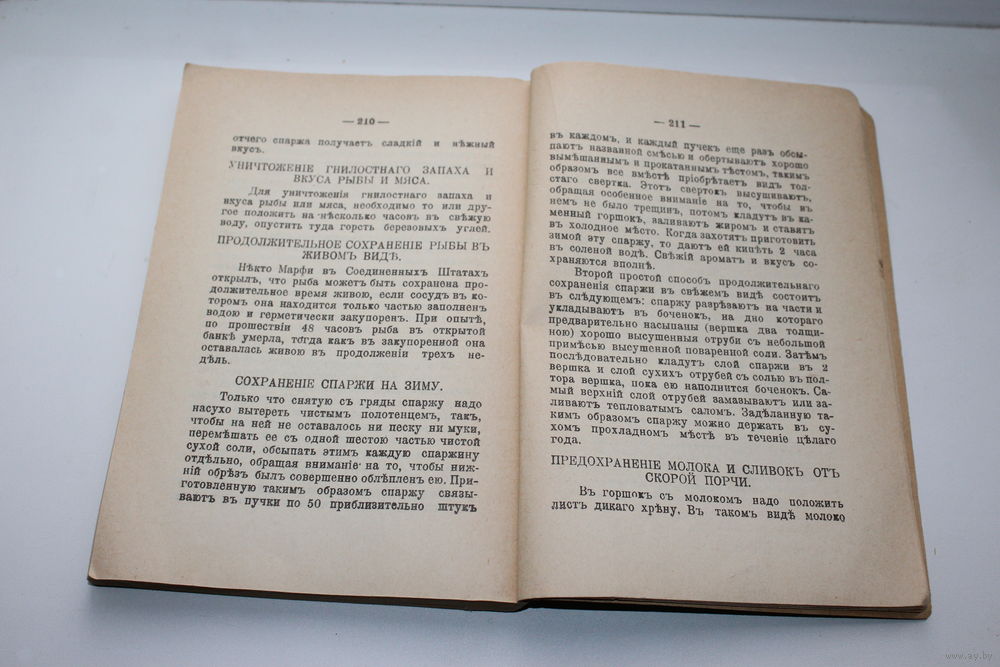 — 210 —
отчего спаржа получаетъ сладкій и нѣжный
вкусъ.
УНИЧТОЖЕНІЕ ГНИЛОСТНАГО ЗАПАХА И
ВКУСА РЫБЫ И МЯСА.
Для уничтоженія гнилостнаго запаха и
вкуса рыбы или мяса, необходимо то или дру-
гое положить на нѣсколько часовъ въ свѣжую
воду, опустить туда горсть березовыхъ углей.
ПРОДОЛЖИТЕЛЬНОЕ СОХРАНЕНІЕ РЫБЫ ВЪ
ЖИВОМЪ ВИДѢ.
Нѣкто Марфи въ Соединенныхъ Штатахъ
открылъ, что рыба можетъ быть сохранена про-
должительное время живою, если сосудъ въ ко-
торомъ она находится только частью заполненъ
водою и герметически закупоренъ. При опытѣ,
по прошествіи 48 часовъ рыба въ открытой
банкѣ умерла, тогда какъ въ закупоренной она
оставалась живою въ продолженіи трехъ не-
дѣль.
СОХРАНЕНІЕ СПАРЖИ НА ЗИМУ.
Только что снятую съ гряды спаржу надо
насухо вытереть чистымъ полотенцемъ, такъ,
чтобы на ней не оставалось ни песку ни муки,
перемѣшать ее съ одной шестою частью чистой
сухой соли, обсыпать этимъ каждую спаржину
отдѣльно, обращая вниманіе на то, чтобы ниж-
ній обрѣзъ былъ совершенно облѣпленъ ею. При-
готовленную такимъ образомъ спаржу связы-
ваютъ въ пучки по 50 приблизительно штукъ
— 211 —
въ каждомъ, и каждый пучекъ еще разъ обсы-
паютъ названной смѣсью и обертываютъ хорошо
вымѣшаннымъ и прокатаннымъ тѣстомъ, такимъ
образомъ все вмѣстѣ пріобрѣтаетъ видъ тол-
стаго свертка. Этотъ свертокъ высушиваютъ,
обращая особенное вниманіе на то, чтобы въ
немъ не было трещинъ, потомъ кладутъ въ ка-
менный горшокъ, заливаютъ жиромъ и ставятъ
въ холодное мѣсто. Когда захотятъ приготовить
зимой эту спаржу, то даютъ ей кипѣть 2 часа
въ соленой водѣ. Свѣжій ароматъ и вкусъ со-
храняются вполнѣ.
Второй простой способъ продолжительнаго
сохраненія спаржи въ свѣжемъ видѣ состоитъ
въ слѣдующемъ: спаржу разрѣзаютъ на части и
укладываютъ въ боченокъ, на дно котораго
предварительно насыпаны (вершка два толщи-
ною) хорошо высушенныя отруби съ небольшой
примѣсью высушенной поваренной соли. Затѣмъ
послѣдовательно кладутъ слой спаржи въ 2
вершка и слой сухихъ отрубей съ солью въ пол-
тора вершка, пока ею наполнится боченокъ. Са-
мый верхній слой отрубей замазываютъ или за-
ливаютъ тепловатымъ саломъ. Задѣланную та-
кимъ образомъ спаржу можно держать въ су-
хомъ прохладномъ мѣстѣ въ теченіе цѣлаго
года.
ПРЕДОХРАНЕНІЕ МОЛОКА И СЛИВОКЪ ОТЪ
СКОРОЙ ПОРЧИ.
Въ горшокъ съ молокомъ надо положить
листъ дикаго хрѣну. Въ такомъ видѣ молоко
www.ay.by